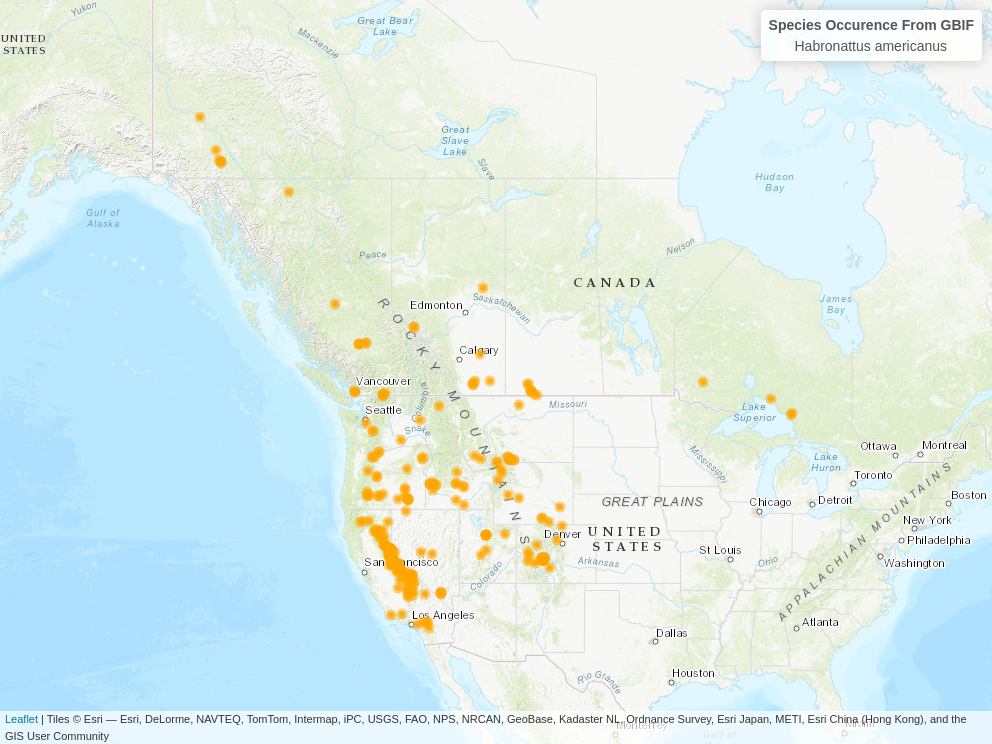 Species Occurence From GBIF
Habronattus americanus
Yukon
Great Bear
Lake
UNITED
STATES
Mackenzie
Great
Slave
Lake
Slave
Hudson
Bay
Gulf of
Alaska
Peace
Nelson
CANADA
James
Bay
Edmonton
Saskatchewan
ROCKY MOUNTAINS
Calgary
Vancouver
Columbia
Missouri
Seattle
Snake
Lake
Superior
Ottawa
Montreal
Mississippi
Lake
Huron
Toronto
GREAT PLAINS
Chicago
Detroit
Boston
New York
UNITED
STATES
Denver
Philadelphia
St Louis
San Francisco
Arkansas
Ohio
Washington
Colorado
APPALACHIAN MOUNTAINS
Los Angeles
Atlanta
Dallas
Houston
Rio Grande
Monterrey
Miami
Gulf of
Leaflet | Tiles © Esri — Esri, DeLorme, NAVTEQ, TomTom, Intermap, iPC, USGS, FAO, NPS, NRCAN, GeoBase, Kadaster NL, Ordnance Survey, Esri Japan, METI, Esri China (Hong Kong), and the
GIS User Community